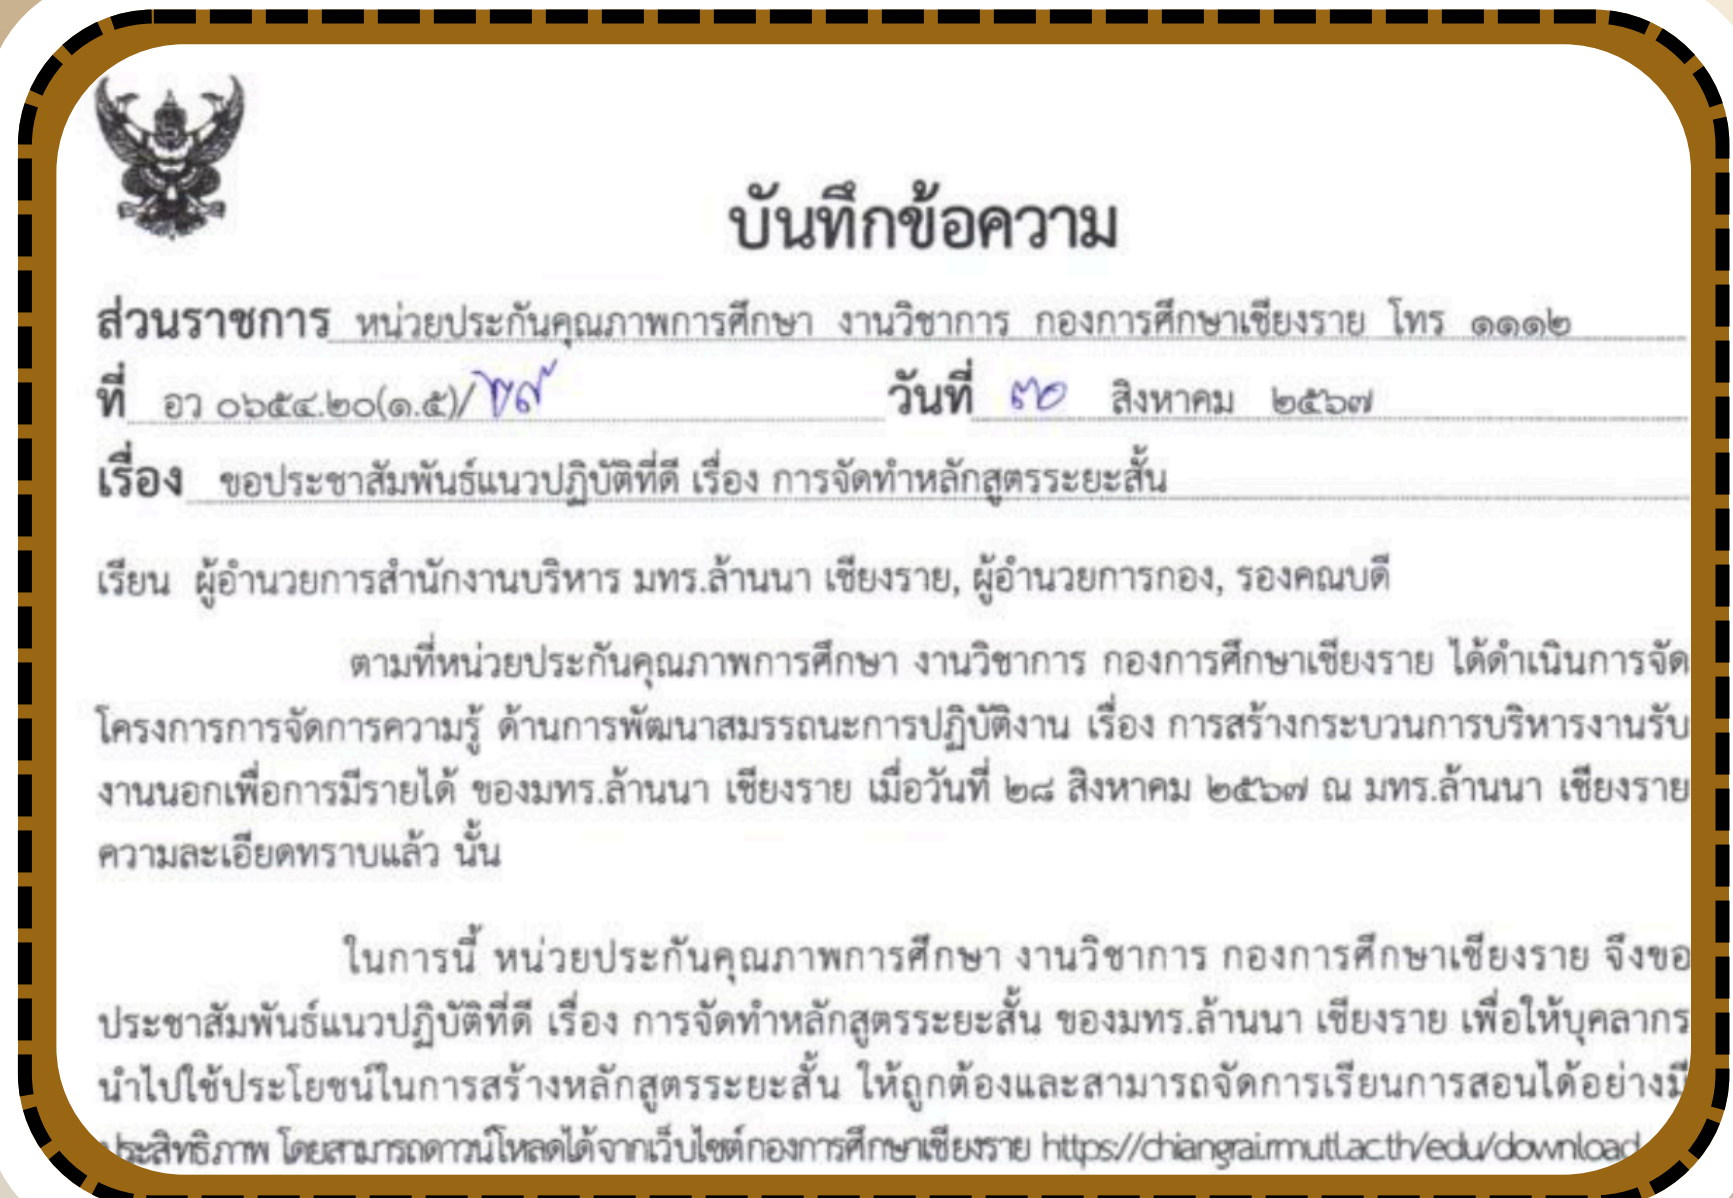 บันทึกข้อความ
ส่วนราชการ หน่วยประกันคุณภาพการศึกษา งานวิชาการ กองการศึกษาเชียงราย โทร ๑๑๑๒
ที่ อว ๐๖๕๔.๒๐(๑.๕)/ วันที่ ๓๐ สิงหาคม ๒๕๖๗
เรื่อง ขอประชาสัมพันธ์แนวปฏิบัติที่ดี เรื่อง การจัดทำหลักสูตรระยะสั้น
เรียน ผู้อำนวยการสำนักงานบริหาร มทร.ล้านนา เชียงราย, ผู้อำนวยการกอง, รองคณบดี
ตามที่หน่วยประกันคุณภาพการศึกษา งานวิชาการ กองการศึกษาเชียงราย ได้ดำเนินการจัด
โครงการการจัดการความรู้ ด้านการพัฒนาสมรรถนะการปฏิบัติงาน เรื่อง การสร้างกระบวนการบริหารงานรับ
งานนอกเพื่อการมีรายได้ ของมทร.ล้านนา เชียงราย เมื่อวันที่ ๒๘ สิงหาคม ๒๕๖๗ ณ มทร.ล้านนา เชียงราย
ความละเอียดทราบแล้ว นั้น
ในการนี้ หน่วยประกันคุณภาพการศึกษา งานวิชาการ กองการศึกษาเชียงราย จึงขอ
ประชาสัมพันธ์แนวปฏิบัติที่ดี เรื่อง การจัดทำหลักสูตรระยะสั้น ของมทร.ล้านนา เชียงราย เพื่อให้บุคลากร
นำไปใช้ประโยชน์ในการสร้างหลักสูตรระยะสั้น ให้ถูกต้องและสามารถจัดการเรียนการสอนได้อย่างมี
ประสิทธิภาพ โดยสามารถดาวน์โหลดได้จากเว็บไซต์กองการศึกษาเชียงราย https://chiangrai.rmutl.ac.th/edu/download